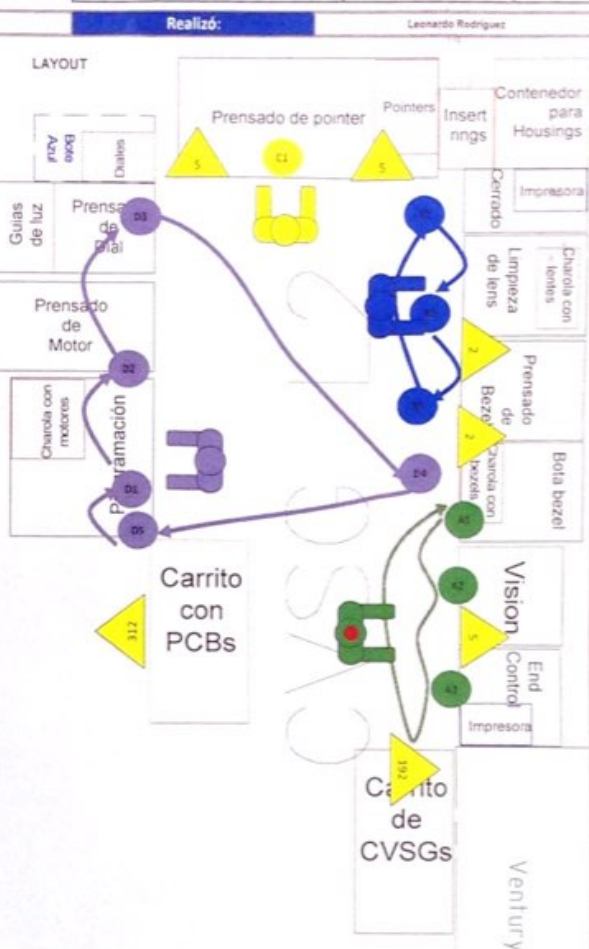 Realizó:
Leonardo Rodriguez
LAYOUT
Bote
Azul
Diales
Prensado de pointer
Pointers
Insert
rings
Contenedor
para
Housings
5
C1
5
Guias
de luz
Prensa
de
Dial
D3
Cerrado
Impresora
Limpieza
de lens
Charola con
lentes
Prensado
de
Motor
D2
2
Prensado
de
Bezel
2
Charola con
motores
Programación
D1
D5
D4
Charola con
bezels
Bota bezel
A1
Carrito
con
PCBs
312
CVSG 2
A2
Vision
5
End
Control
A3
Impresora
192
Carrito
de
CVSGs
Ventury